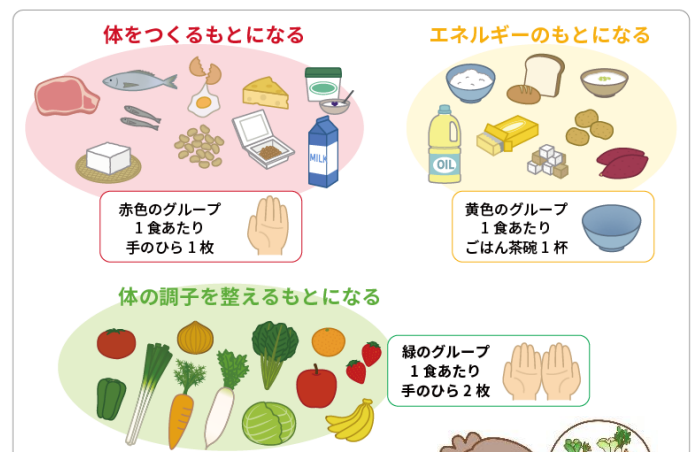 体をつくるもとになる
エネルギーのもとになる
MILK
OIL
赤色のグループ
1食あたり
手のひら1枚
黄色のグループ
1食あたり
ごはん茶碗1杯
体の調子を整えるもとになる
緑のグループ
1食あたり
手のひら2枚